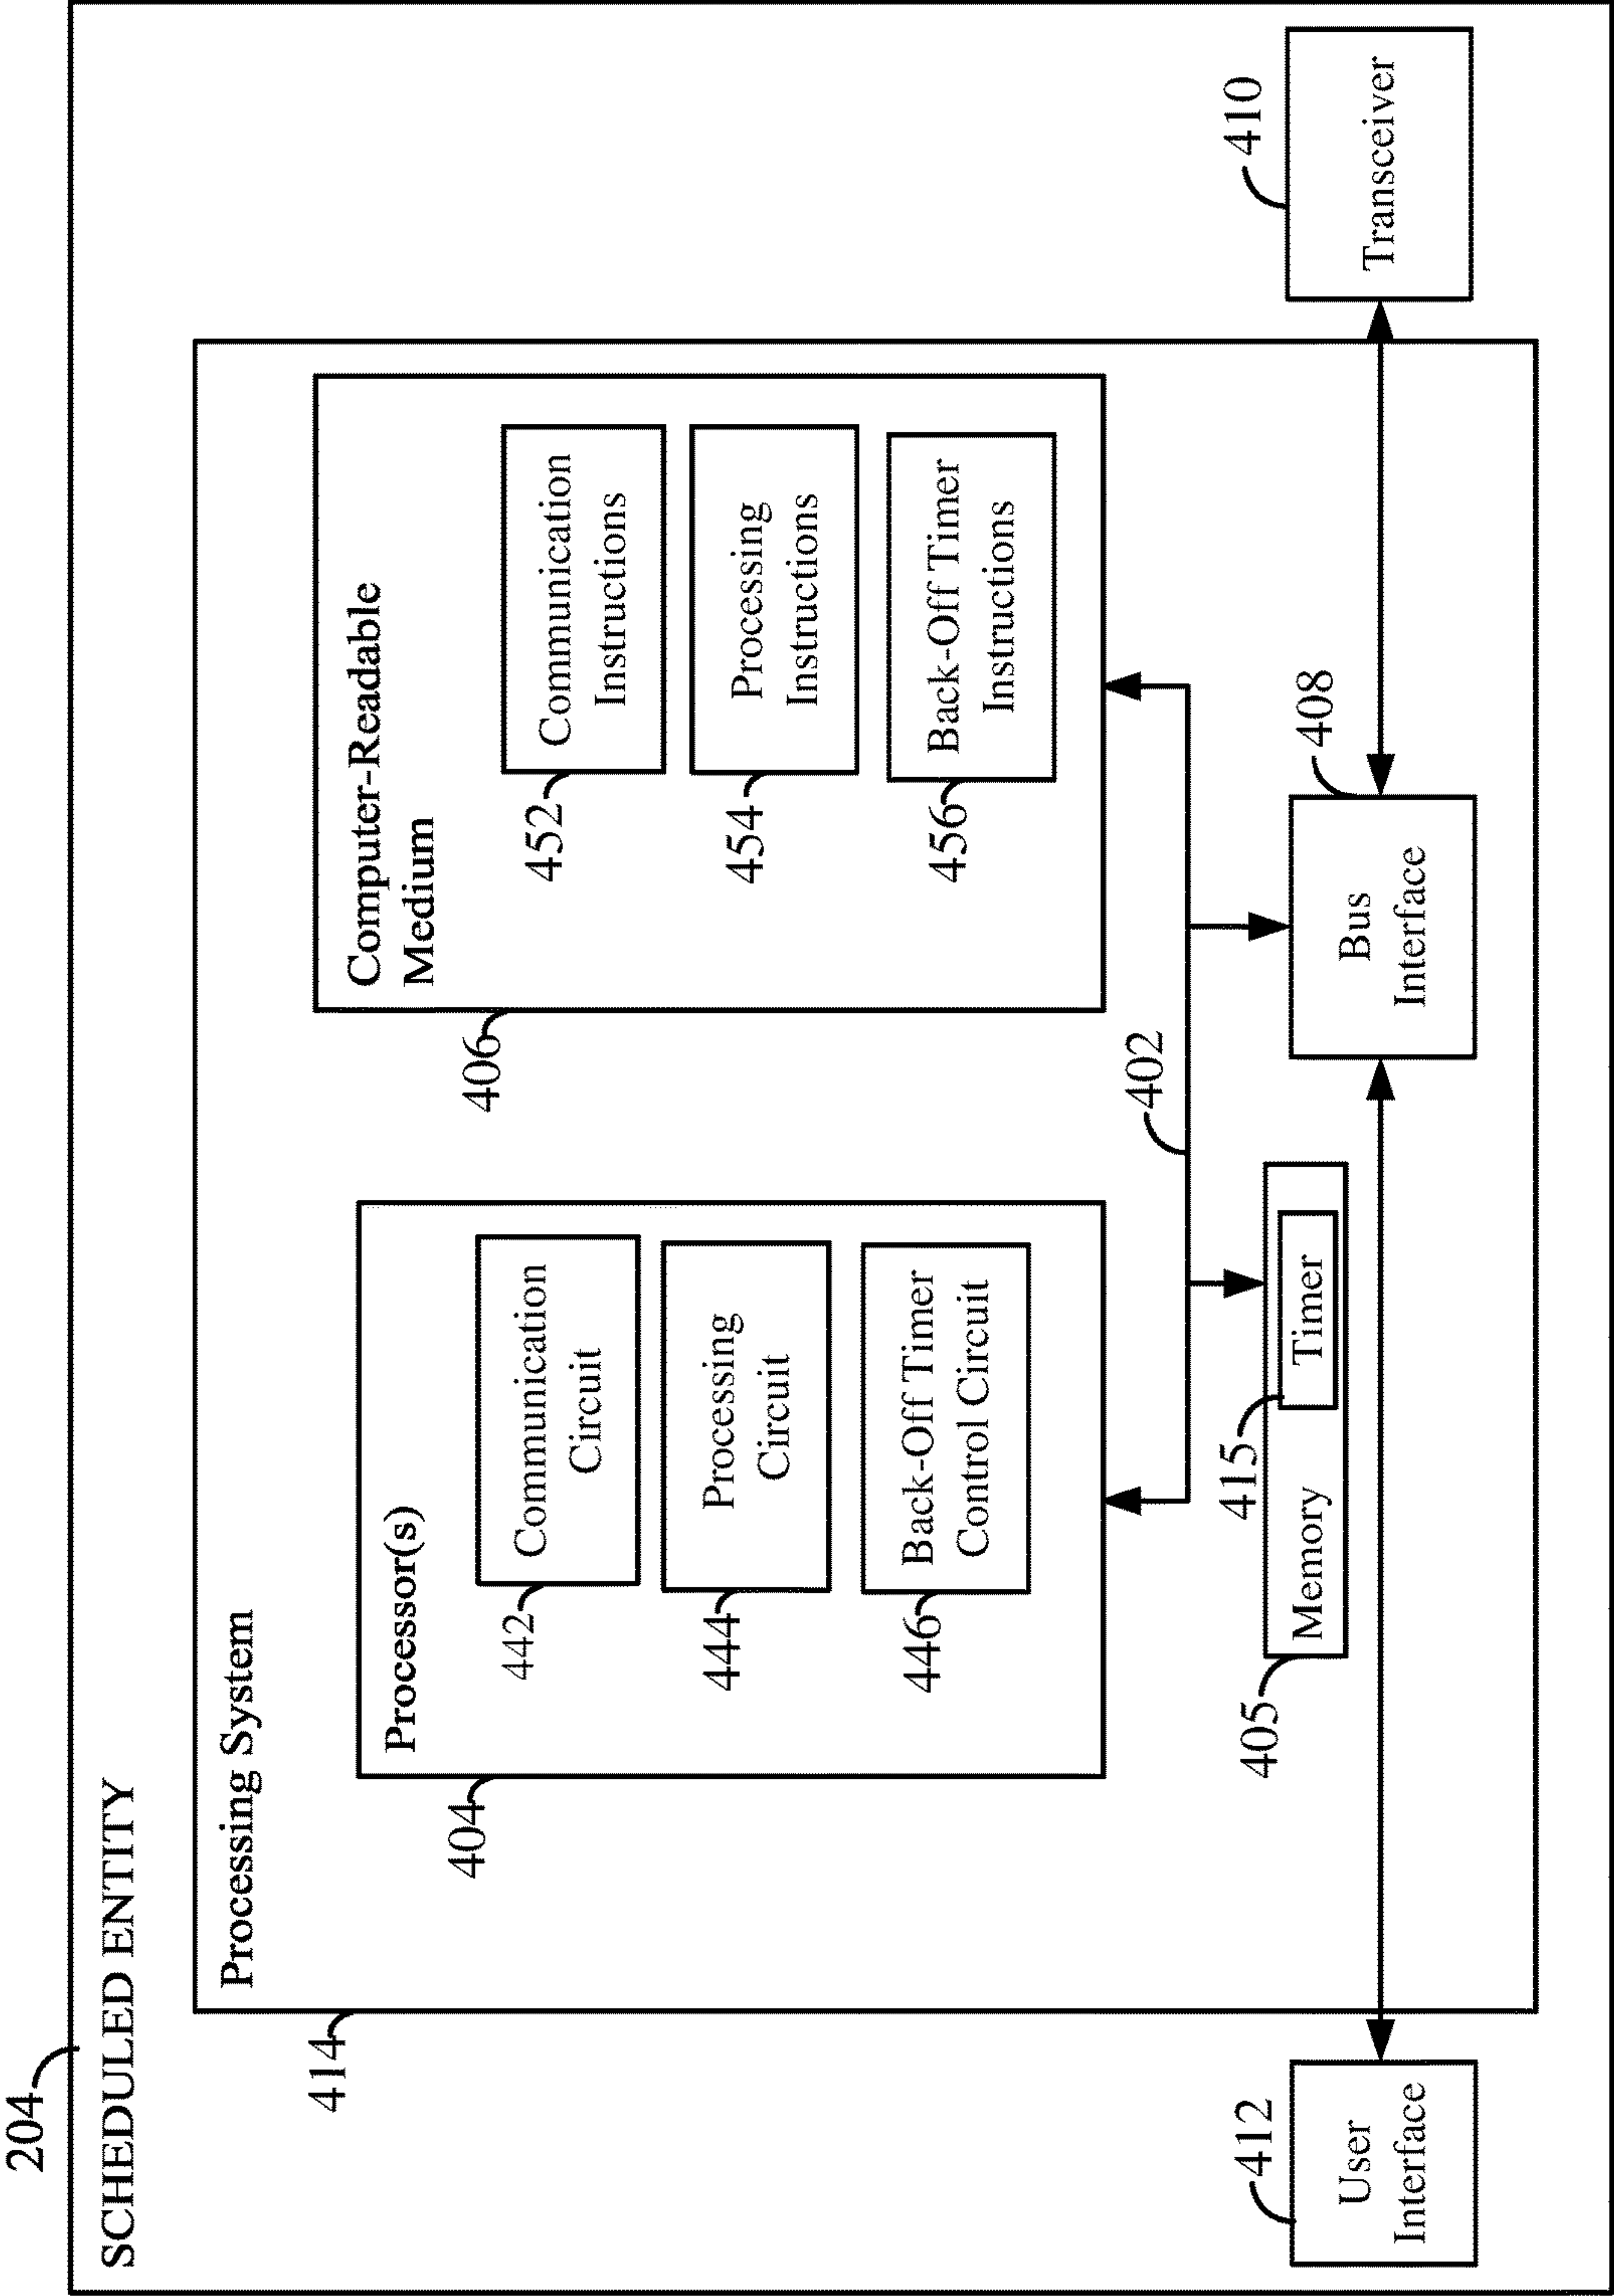 204
SCHEDULED ENTITY
414
Processing System
404
Processor(s)
442
Communication
Circuit
444
Processing
Circuit
446
Back-Off Timer
Control Circuit
406
Computer-Readable
Medium
452
Communication
Instructions
454
Processing
Instructions
456
Back-Off Timer
Instructions
402
405
Memory
415
Timer
408
Bus
Interface
412
User
Interface
410
Transceiver